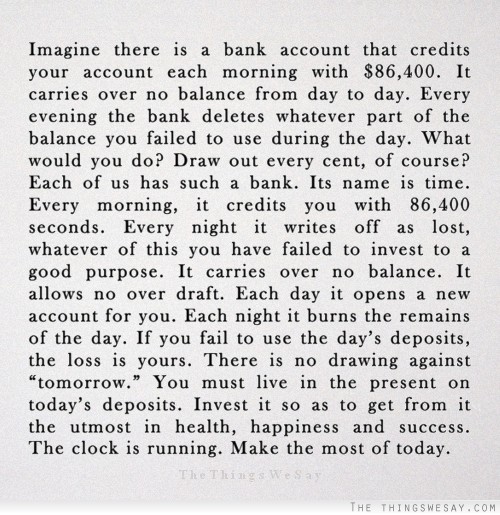 Imagine there is a bank account that credits
your account each morning with $86,400. It
carries over no balance from day to day. Every
evening the bank deletes whatever part of the
balance you failed to use during the day. What
would you do? Draw out every cent, of course?
Each of us has such a bank. Its name is time.
Every morning, it credits you with 86,400
seconds. Every night it writes off as lost,
whatever of this you have failed to invest to a
good purpose. It carries over no balance. It
allows no over draft. Each day it opens a new
account for you. Each night it burns the remains
of the day. If you fail to use the day's deposits,
the loss is yours. There is no drawing against
“tomorrow.” You must live in the present on
today's deposits. Invest it so as to get from it
the utmost in health, happiness and success.
The clock is running. Make the most of today.
TheThingsWeSay
THE THINGSWESAY.COM